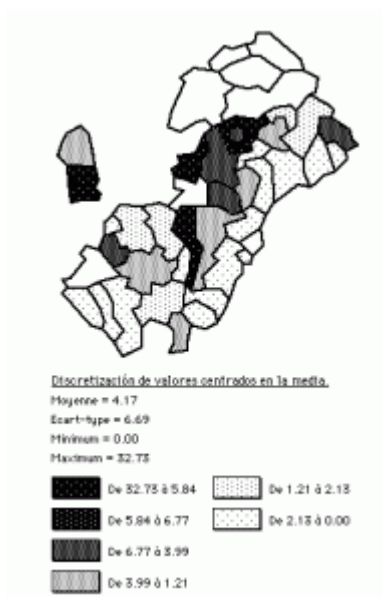 Discretización de valores centrados en la media.
Moyenne = 4.17
Ecart-type = 6.69
Minimum = 0.00
Maximum = 32.73
De 32.73 à 5.84
De 5.84 à 6.77
De 6.77 à 3.99
De 3.99 à 1.21
De 1.21 à 2.13
De 2.13 à 0.00